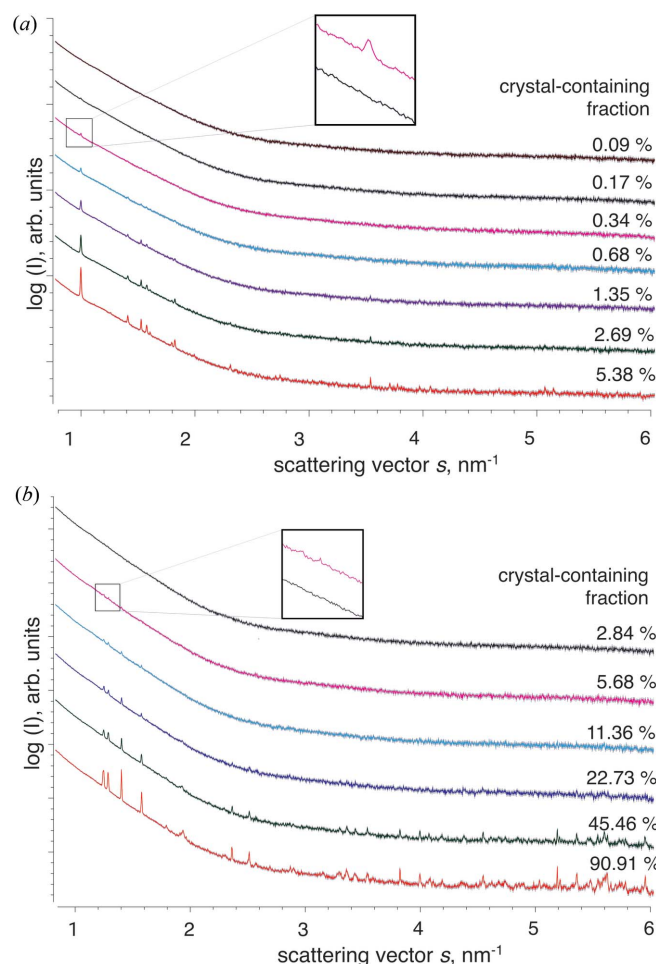 (a)
crystal-containing
fraction
0.09 %
0.17 %
0.34 %
0.68 %
1.35 %
2.69 %
5.38 %
log (I), arb. units
1 2 3 4 5 6
scattering vector s, nm⁻¹
(b)
crystal-containing
fraction
2.84 %
5.68 %
11.36 %
22.73 %
45.46 %
90.91 %
log (I), arb. units
1 2 3 4 5 6
scattering vector s, nm⁻¹